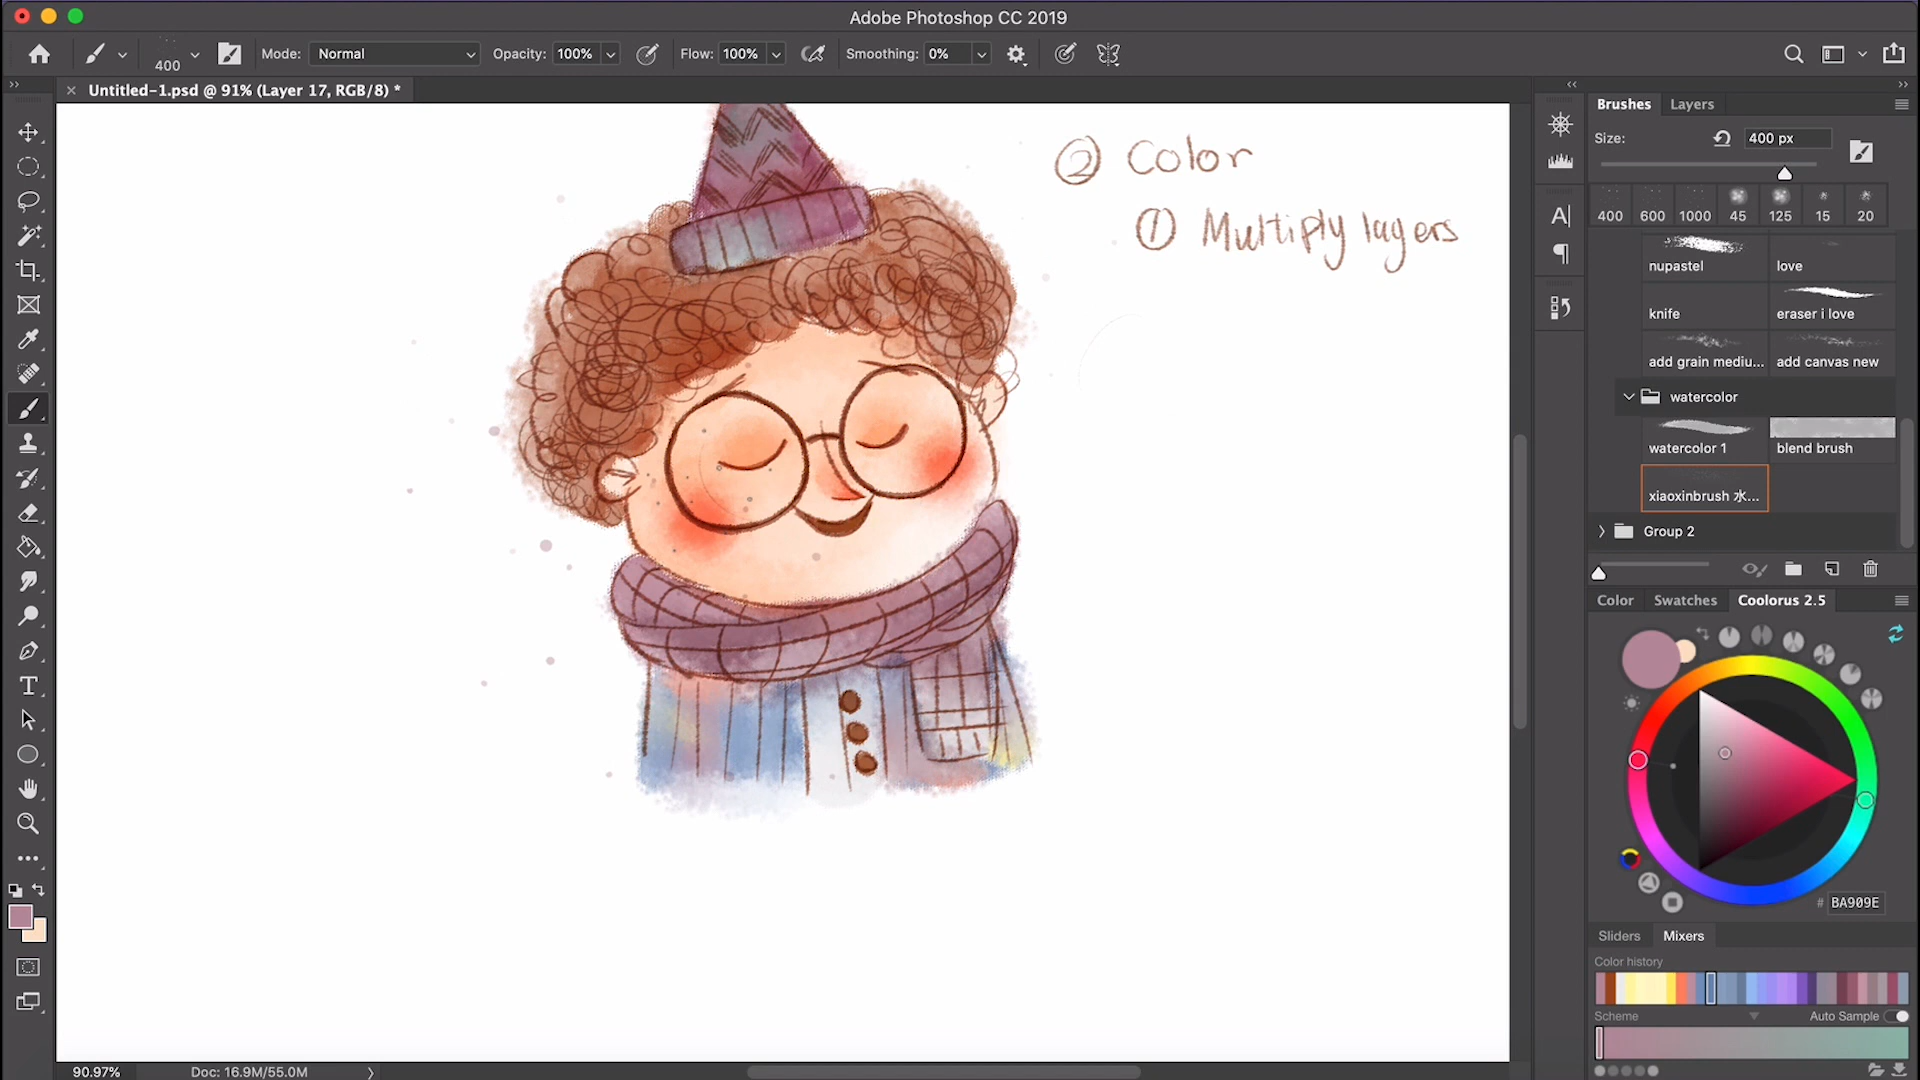 Adobe Photoshop CC 2019
400
Mode: Normal
Opacity: 100%
Flow: 100%
Smoothing: 0%
Untitled-1.psd @ 91% (Layer 17, RGB/8) *
② Color
① Multiply layers
Brushes Layers
Size: 400 px
400 600 1000 45 125 15 20
nupastel love
knife eraser i love
add grain mediu... add canvas new
watercolor
watercolor 1 blend brush
xiaoxinbrush 水...
Group 2
Color Swatches Coolorus 2.5
# BA909E
Sliders Mixers
Color history
Scheme Auto Sample
90.97% Doc: 16.9M/55.0M